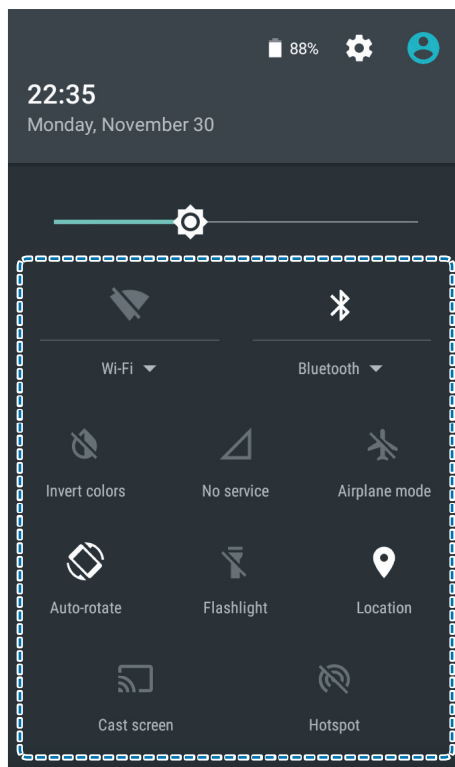 88%
22:35
Monday, November 30
Wi-Fi Bluetooth
Invert colors No service Airplane mode
Auto-rotate Flashlight Location
Cast screen Hotspot